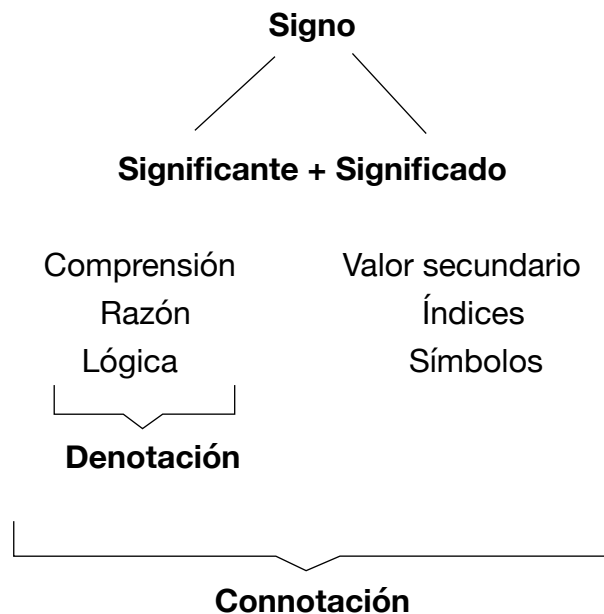 Signo
Significante + Significado
Comprensión Valor secundario
Razón Índices
Lógica Símbolos
Denotación
Connotación